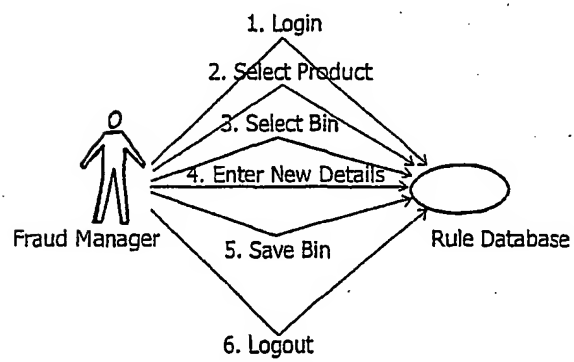 1. Login
2. Select Product
3. Select Bin
4. Enter New Details
Fraud Manager
Rule Database
5. Save Bin
6. Logout